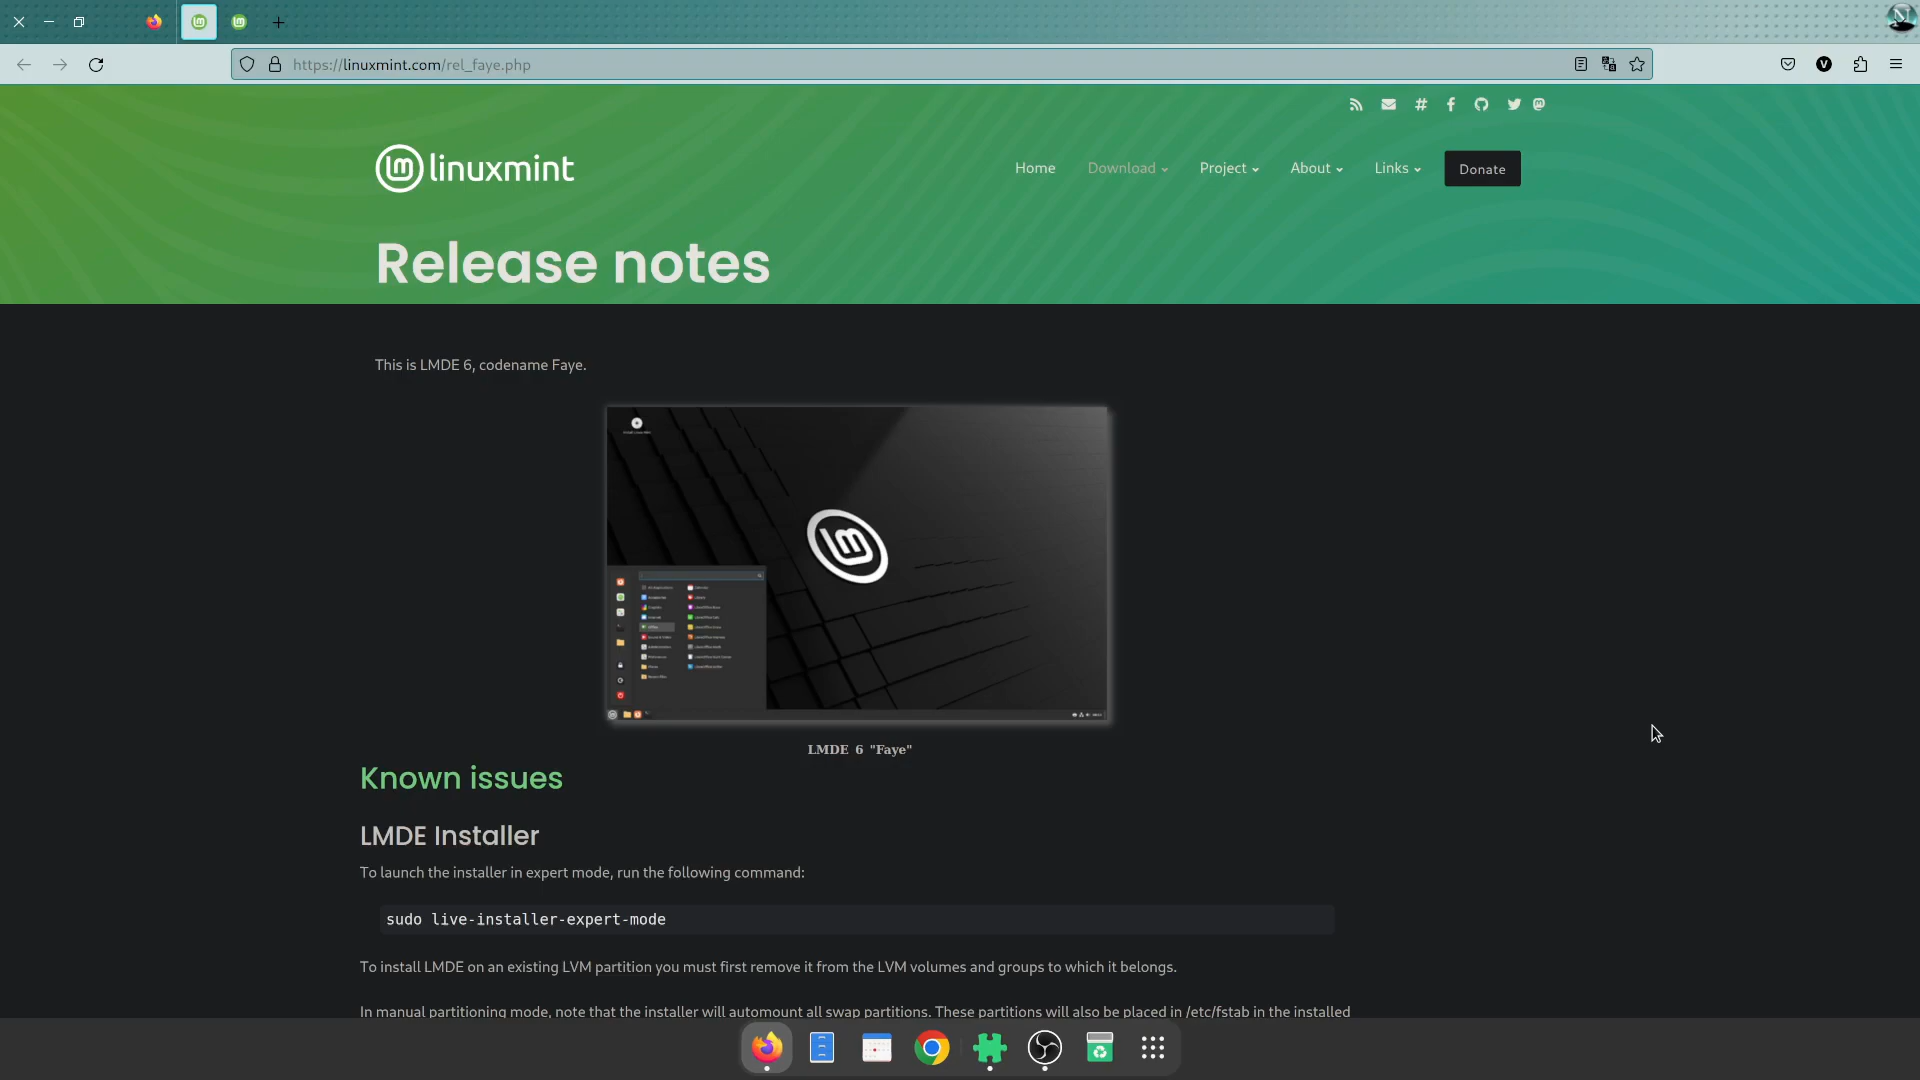 https://linuxmint.com/rel_faye.php
linuxmint
Home Download Project About Links Donate
Release notes
This is LMDE 6, codename Faye.
LMDE 6 "Faye"
Known issues
LMDE Installer
To launch the installer in expert mode, run the following command:
sudo live-installer-expert-mode
To install LMDE on an existing LVM partition you must first remove it from the LVM volumes and groups to which it belongs.
In manual partitioning mode, note that the installer will automount all swap partitions. These partitions will also be placed in /etc/fstab in the installed